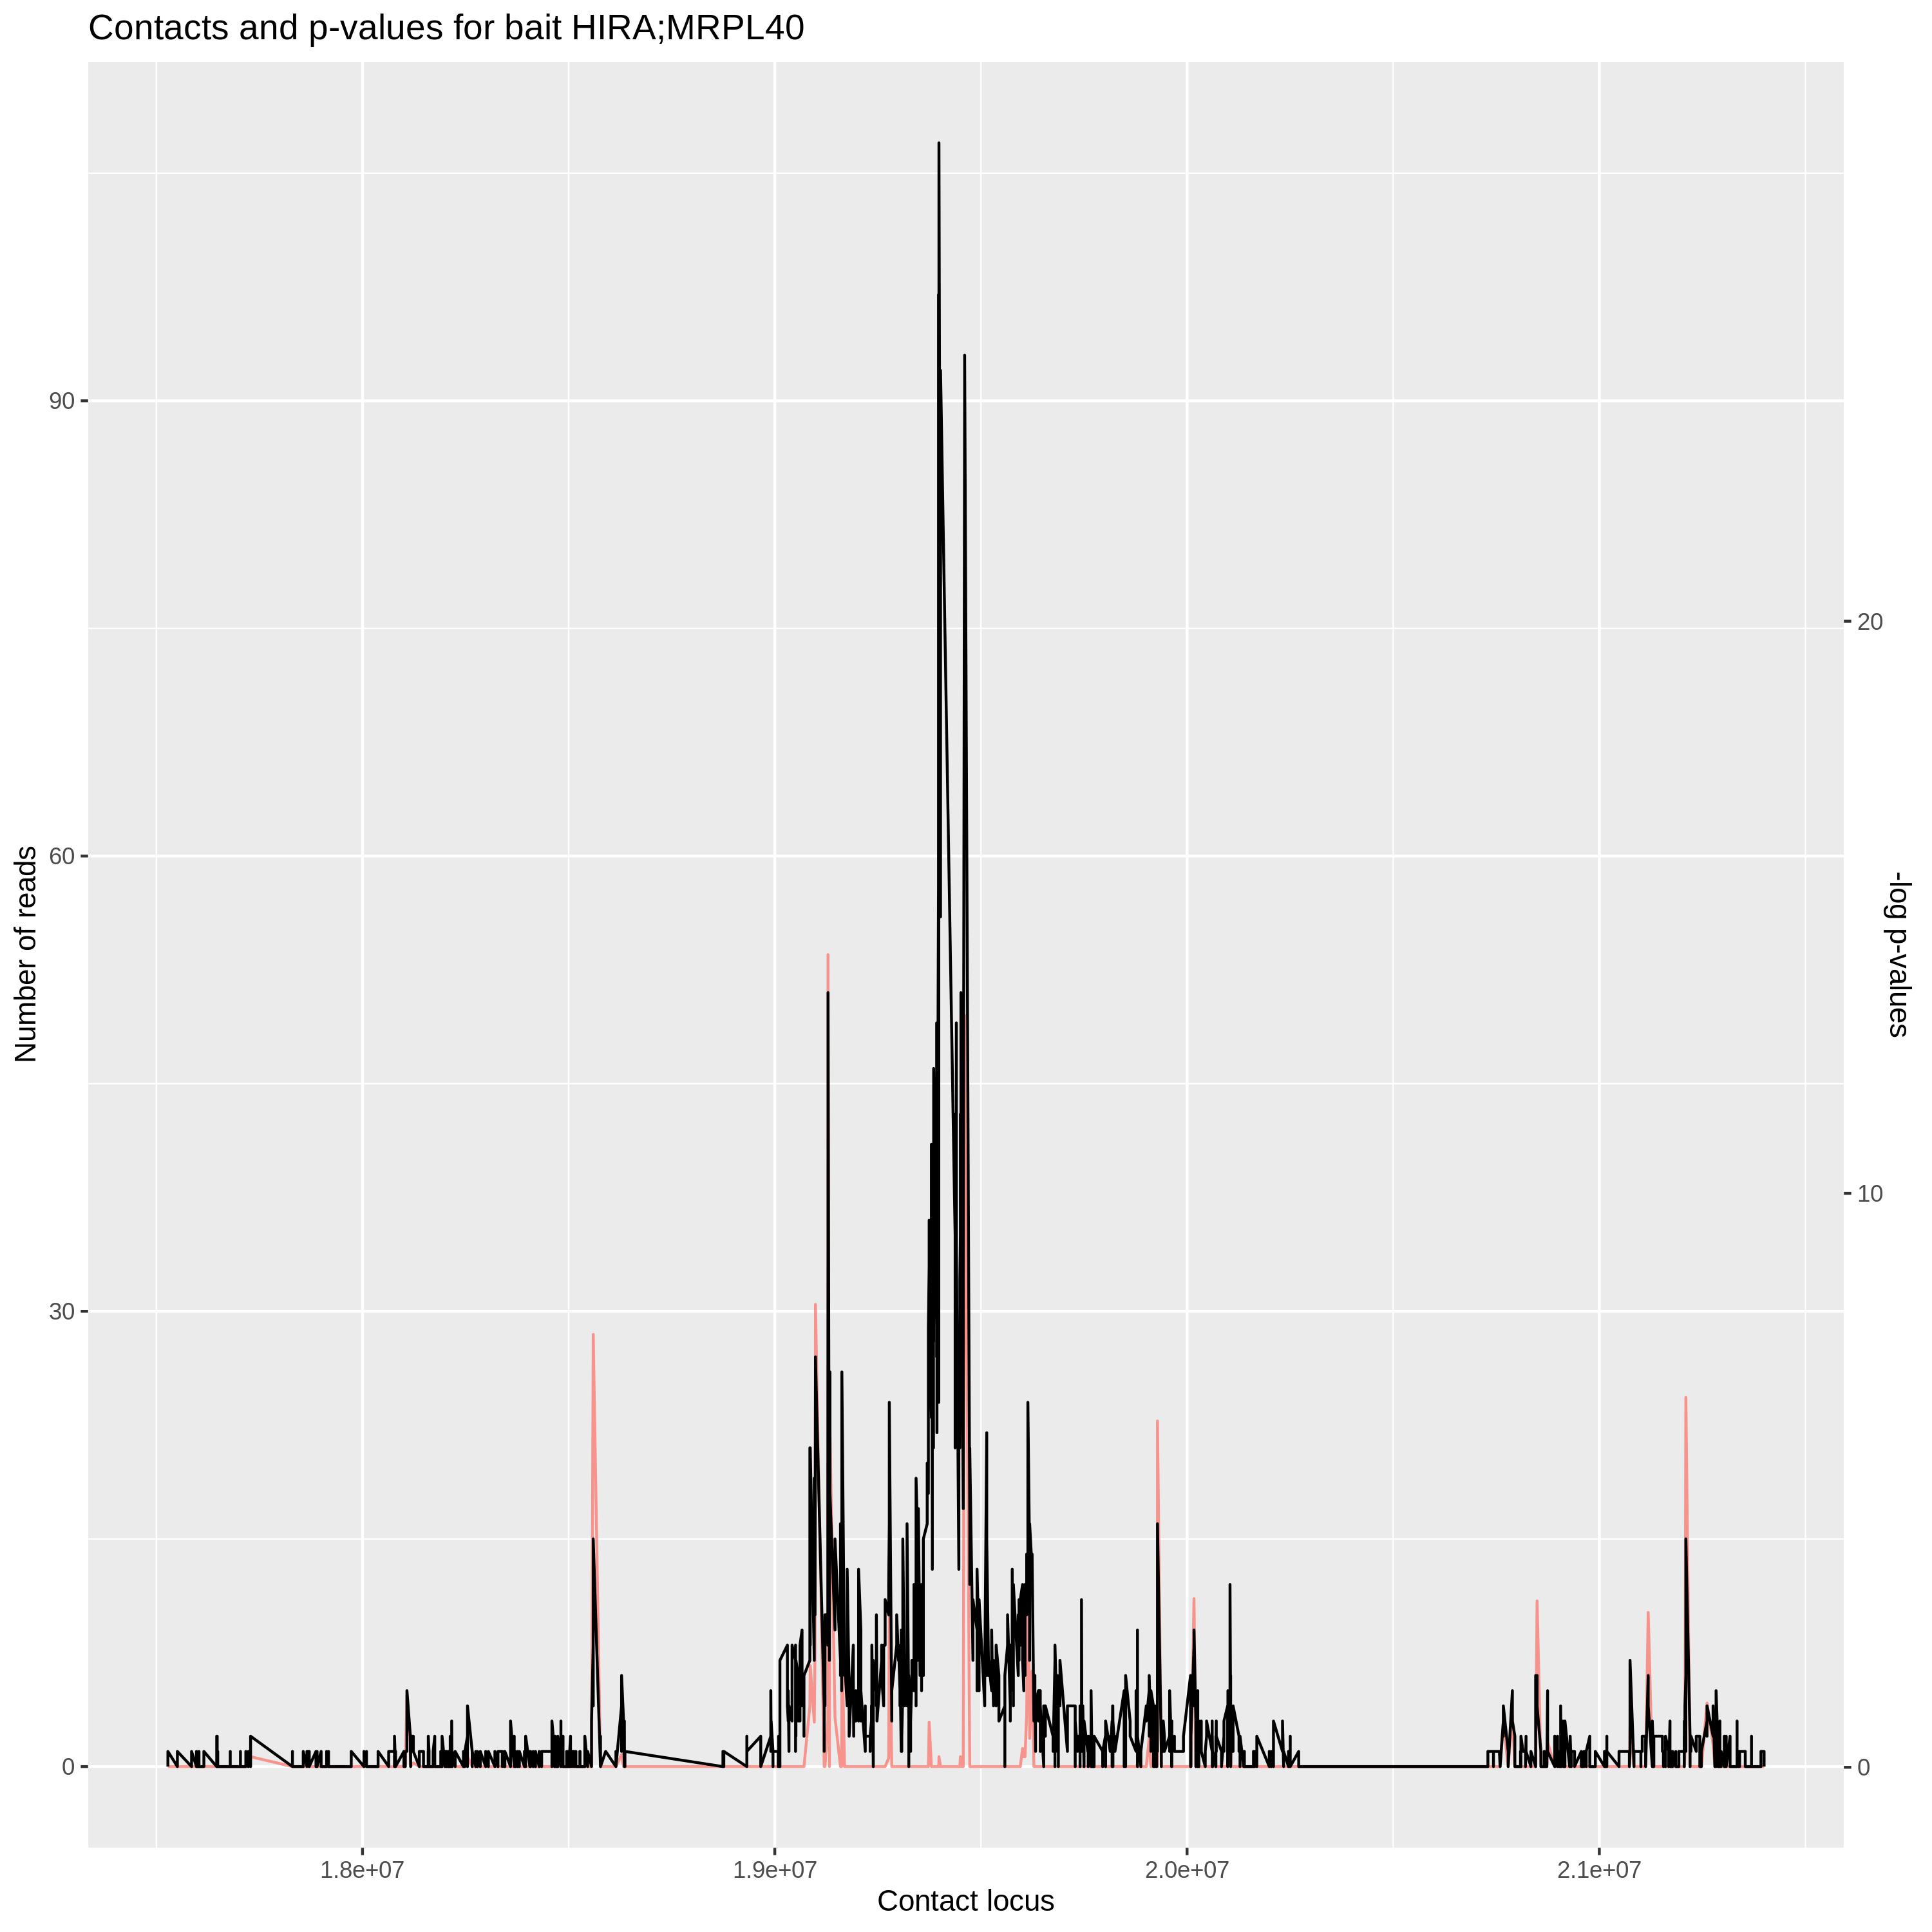 Contacts and p-values for bait HIRA;MRPL40
Number of reads
90
60
30
0
-log p-values
20
10
0
1.8e+07 1.9e+07 2.0e+07 2.1e+07
Contact locus